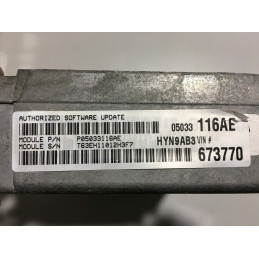 AUTHORIZED SOFTWARE UPDATE
05033 116AE
MODULE P/N P05033116AE
MODULE S/N T63EH11012H3F7
HYN9AB3 VIN #
673770